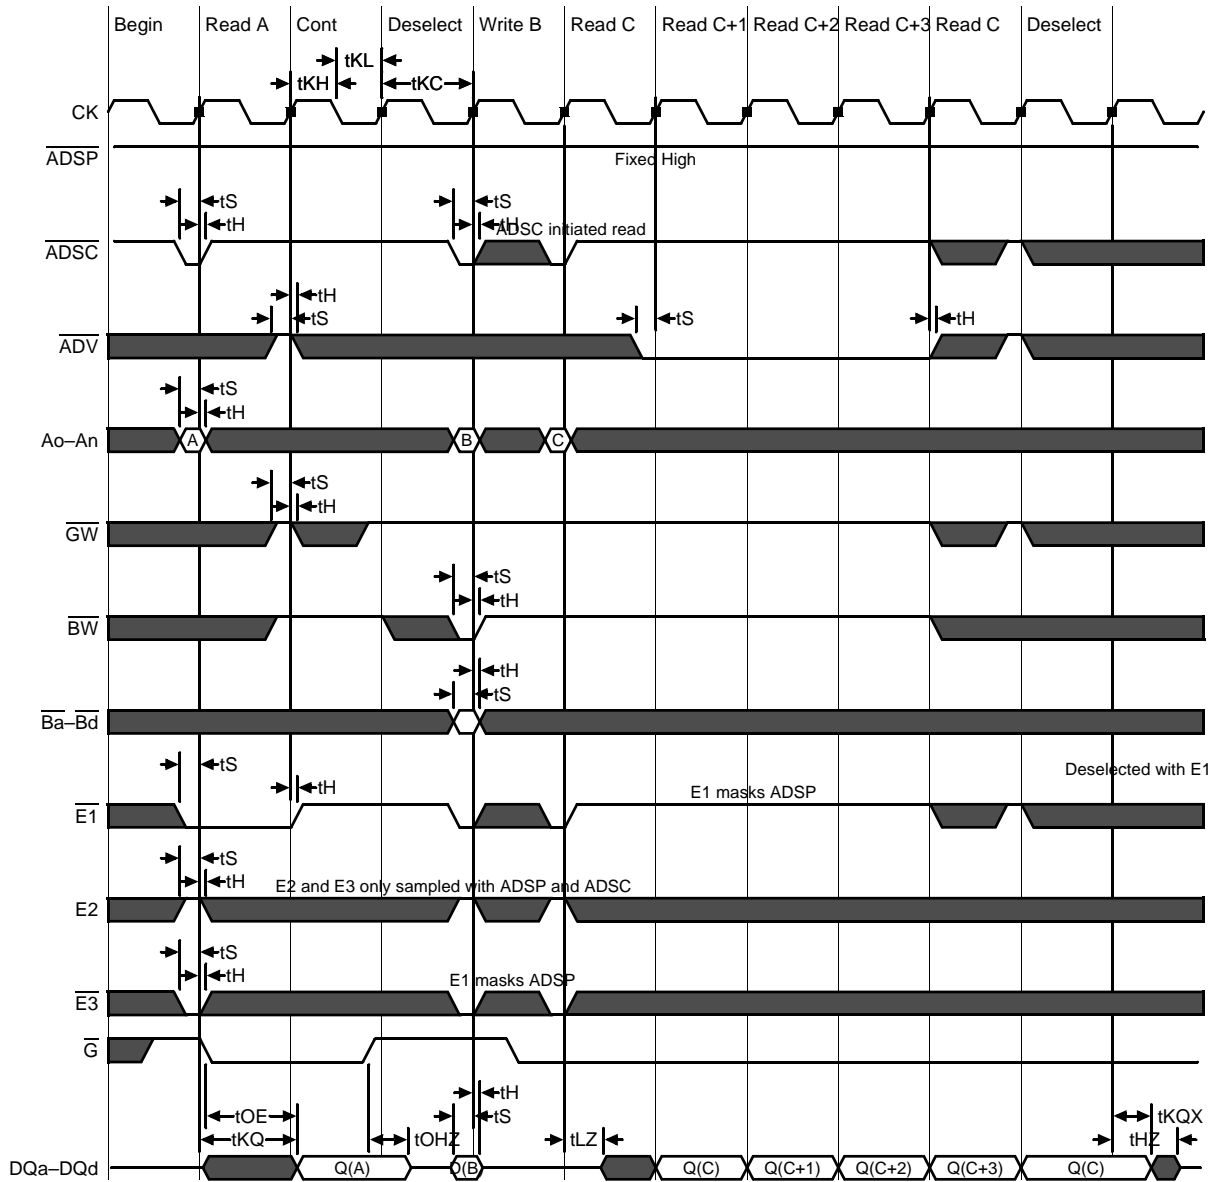 Begin Read A Cont Deselect Write B Read C Read C+1 Read C+2 Read C+3 Read C Deselect
tKL
tKH tKC
CK
ADSP
Fixed High
tS tS
tH tH
ADSC initiated read
ADSC
tH
tS tS tH
ADV
tS
tH
Ao–An A B C
tS
tH
GW
tS
tH
BW
tH
tS
Ba–Bd
tS
Deselected with E1
tH
E1 masks ADSP
E1
tS
tH
E2 and E3 only sampled with ADSP and ADSC
E2
tS
tH
E1 masks ADSP
E3
G
tH
tOE tS tKQX
tKQ tOHZ tLZ tHZ
DQa–DQd Q(A) D(B) Q(C) Q(C+1) Q(C+2) Q(C+3) Q(C)